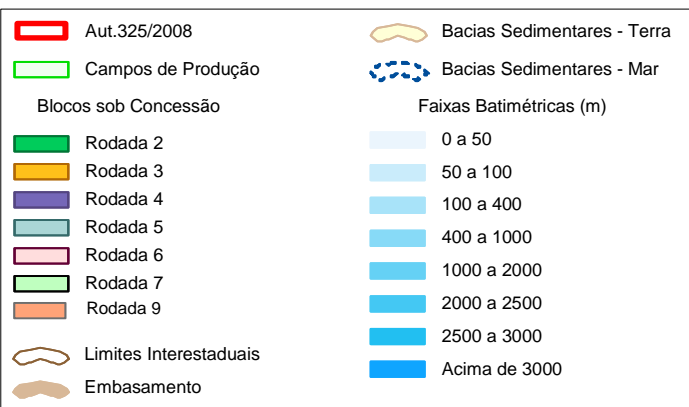 Aut.325/2008
Campos de Produção
Blocos sob Concessão
Rodada 2
Rodada 3
Rodada 4
Rodada 5
Rodada 6
Rodada 7
Rodada 9
Limites Interestaduais
Embasamento
Bacias Sedimentares - Terra
Bacias Sedimentares - Mar
Faixas Batimétricas (m)
0 a 50
50 a 100
100 a 400
400 a 1000
1000 a 2000
2000 a 2500
2500 a 3000
Acima de 3000